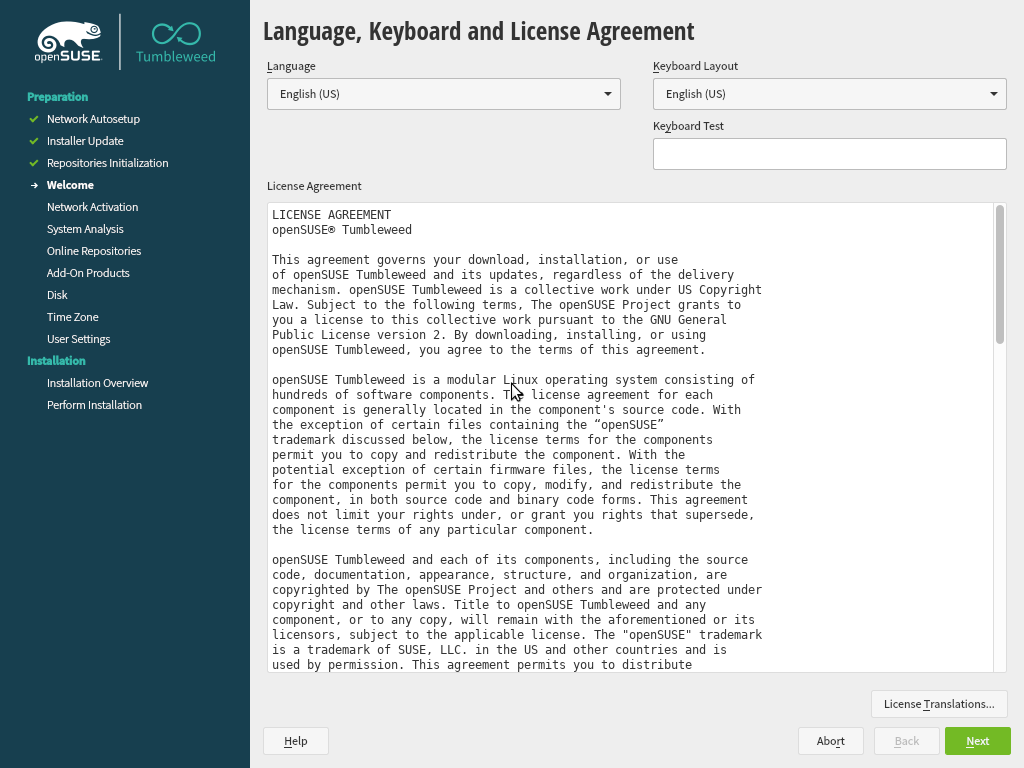 openSUSE
Tumbleweed
Preparation
Network Autosetup
Installer Update
Repositories Initialization
Welcome
Network Activation
System Analysis
Online Repositories
Add-On Products
Disk
Time Zone
User Settings
Installation
Installation Overview
Perform Installation
Language, Keyboard and License Agreement
Language
Keyboard Layout
English (US)
English (US)
Keyboard Test
License Agreement
LICENSE AGREEMENT
openSUSE® Tumbleweed
This agreement governs your download, installation, or use
of openSUSE Tumbleweed and its updates, regardless of the delivery
mechanism. openSUSE Tumbleweed is a collective work under US Copyright
Law. Subject to the following terms, The openSUSE Project grants to
you a license to this collective work pursuant to the GNU General
Public License version 2. By downloading, installing, or using
openSUSE Tumbleweed, you agree to the terms of this agreement.
openSUSE Tumbleweed is a modular Linux operating system consisting of
hundreds of software components. The license agreement for each
component is generally located in the component's source code. With
the exception of certain files containing the “openSUSE”
trademark discussed below, the license terms for the components
permit you to copy and redistribute the component. With the
potential exception of certain firmware files, the license terms
for the components permit you to copy, modify, and redistribute the
component, in both source code and binary code forms. This agreement
does not limit your rights under, or grant you rights that supersede,
the license terms of any particular component.
openSUSE Tumbleweed and each of its components, including the source
code, documentation, appearance, structure, and organization, are
copyrighted by The openSUSE Project and others and are protected under
copyright and other laws. Title to openSUSE Tumbleweed and any
component, or to any copy, will remain with the aforementioned or its
licensors, subject to the applicable license. The "openSUSE" trademark
is a trademark of SUSE, LLC. in the US and other countries and is
used by permission. This agreement permits you to distribute
License Translations...
Help
Abort
Back
Next